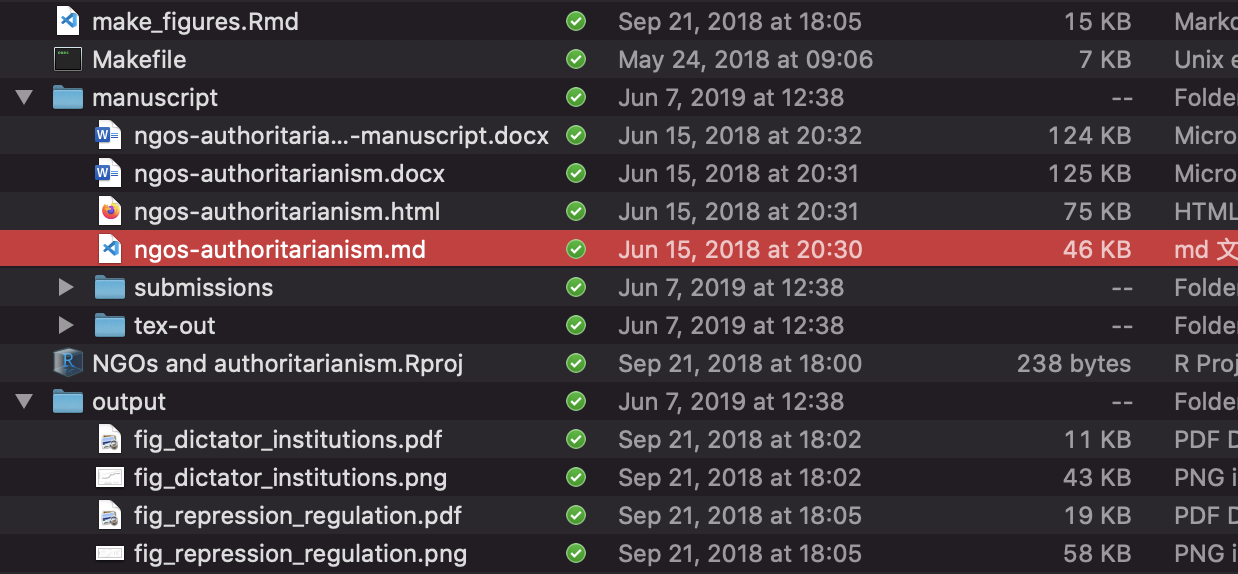 make_figures.Rmd Sep 21, 2018 at 18:05 15 KB Markd
Makefile May 24, 2018 at 09:06 7 KB Unix e
manuscript Jun 7, 2019 at 12:38 -- Folde
ngos-authoritaria...-manuscript.docx Jun 15, 2018 at 20:32 124 KB Micro
ngos-authoritarianism.docx Jun 15, 2018 at 20:31 125 KB Micro
ngos-authoritarianism.html Jun 15, 2018 at 20:31 75 KB HTML
ngos-authoritarianism.md Jun 15, 2018 at 20:30 46 KB md 文
submissions Jun 7, 2019 at 12:38 -- Folde
tex-out Jun 7, 2019 at 12:38 -- Folde
NGOs and authoritarianism.Rproj Sep 21, 2018 at 18:00 238 bytes R Proj
output Jun 7, 2019 at 12:38 -- Folde
fig_dictator_institutions.pdf Sep 21, 2018 at 18:02 11 KB PDF D
fig_dictator_institutions.png Sep 21, 2018 at 18:02 43 KB PNG i
fig_repression_regulation.pdf Sep 21, 2018 at 18:05 19 KB PDF D
fig_repression_regulation.png Sep 21, 2018 at 18:05 58 KB PNG i